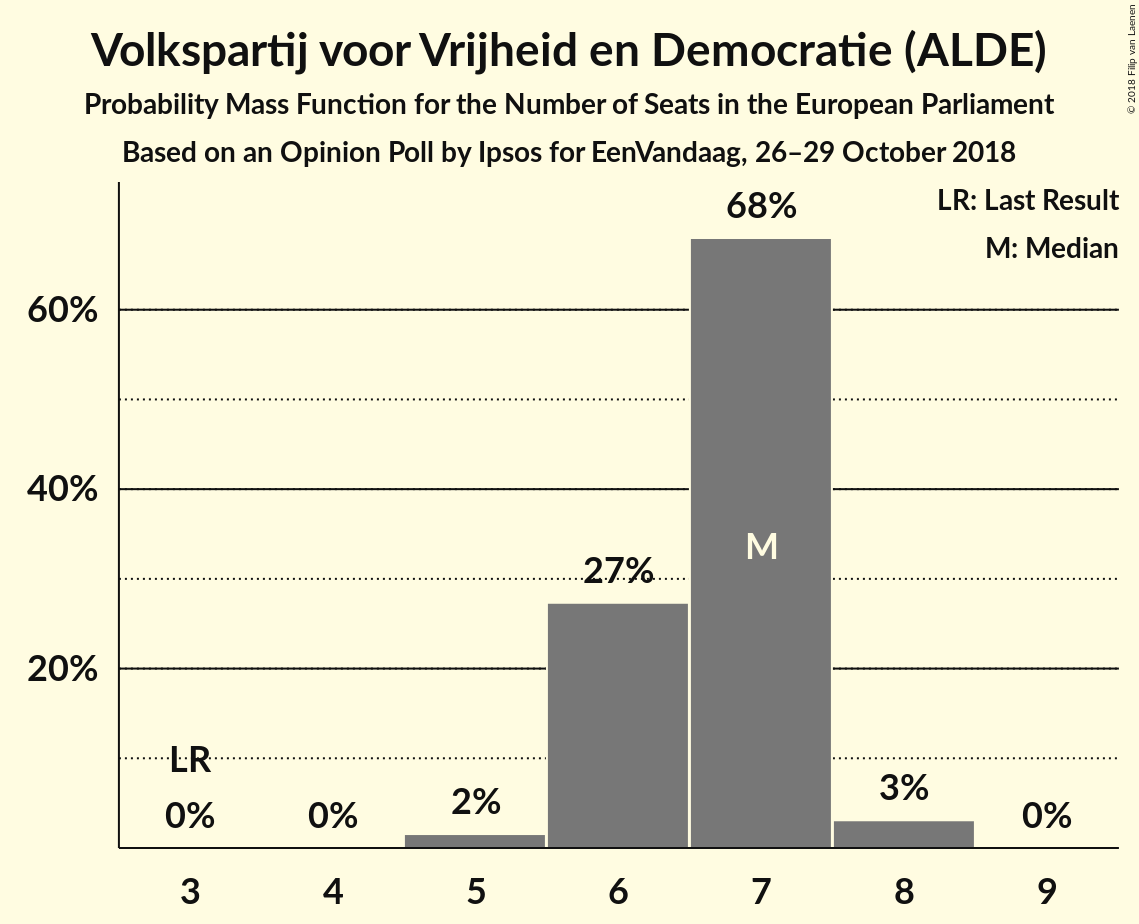 Volkspartij voor Vrijheid en Democratie (ALDE)
Probability Mass Function for the Number of Seats in the European Parliament
Based on an Opinion Poll by Ipsos for EenVandaag, 26–29 October 2018
© 2018 Filip van Laenen
LR: Last Result
M: Median
68%
60%
40%
M
27%
20%
LR
0%
0%
2%
3%
0%
3
4
5
6
7
8
9